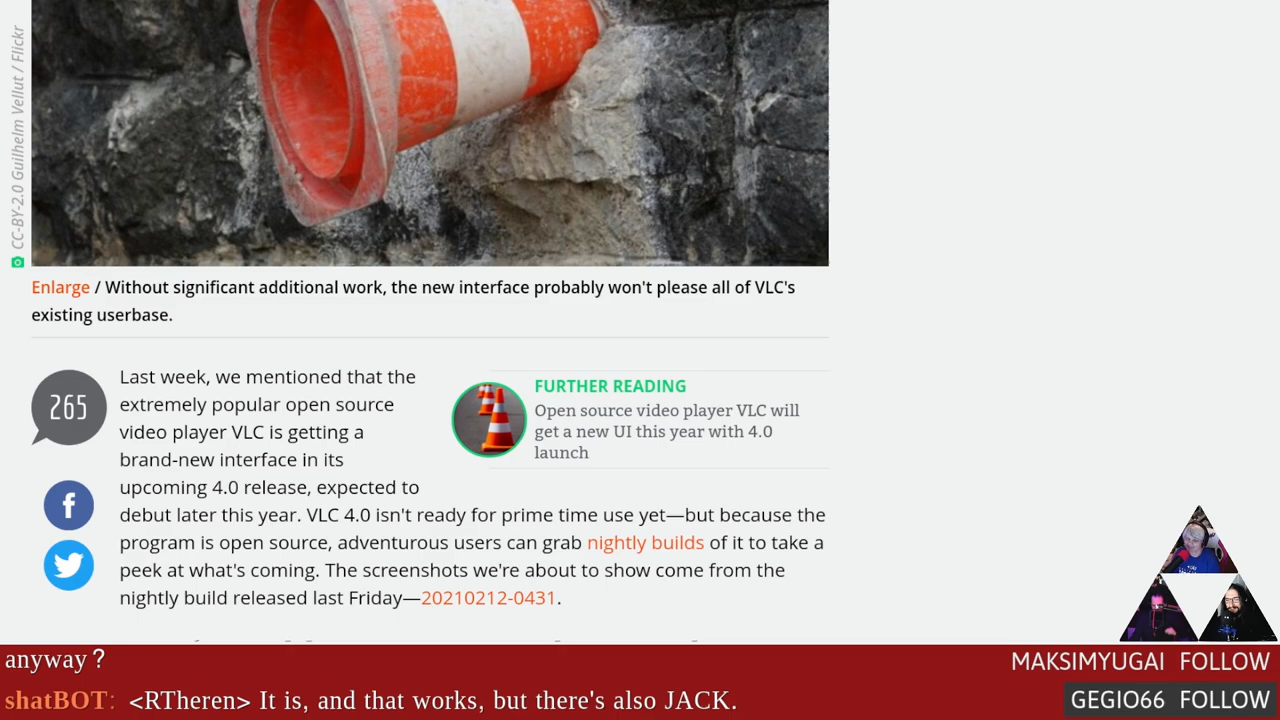 CC-BY-2.0 Guilhelm Vellut / Flickr
Enlarge / Without significant additional work, the new interface probably won't please all of VLC's
existing userbase.
265
Last week, we mentioned that the
extremely popular open source
video player VLC is getting a
brand-new interface in its
upcoming 4.0 release, expected to
debut later this year. VLC 4.0 isn't ready for prime time use yet—but because the
program is open source, adventurous users can grab nightly builds of it to take a
peek at what's coming. The screenshots we're about to show come from the
nightly build released last Friday—20210212-0431.
FURTHER READING
Open source video player VLC will
get a new UI this year with 4.0
launch
anyway?
shatBOT: <RTheren> It is, and that works, but there's also JACK.
MAKSIMYUGAI FOLLOW
GEGIO66 FOLLOW